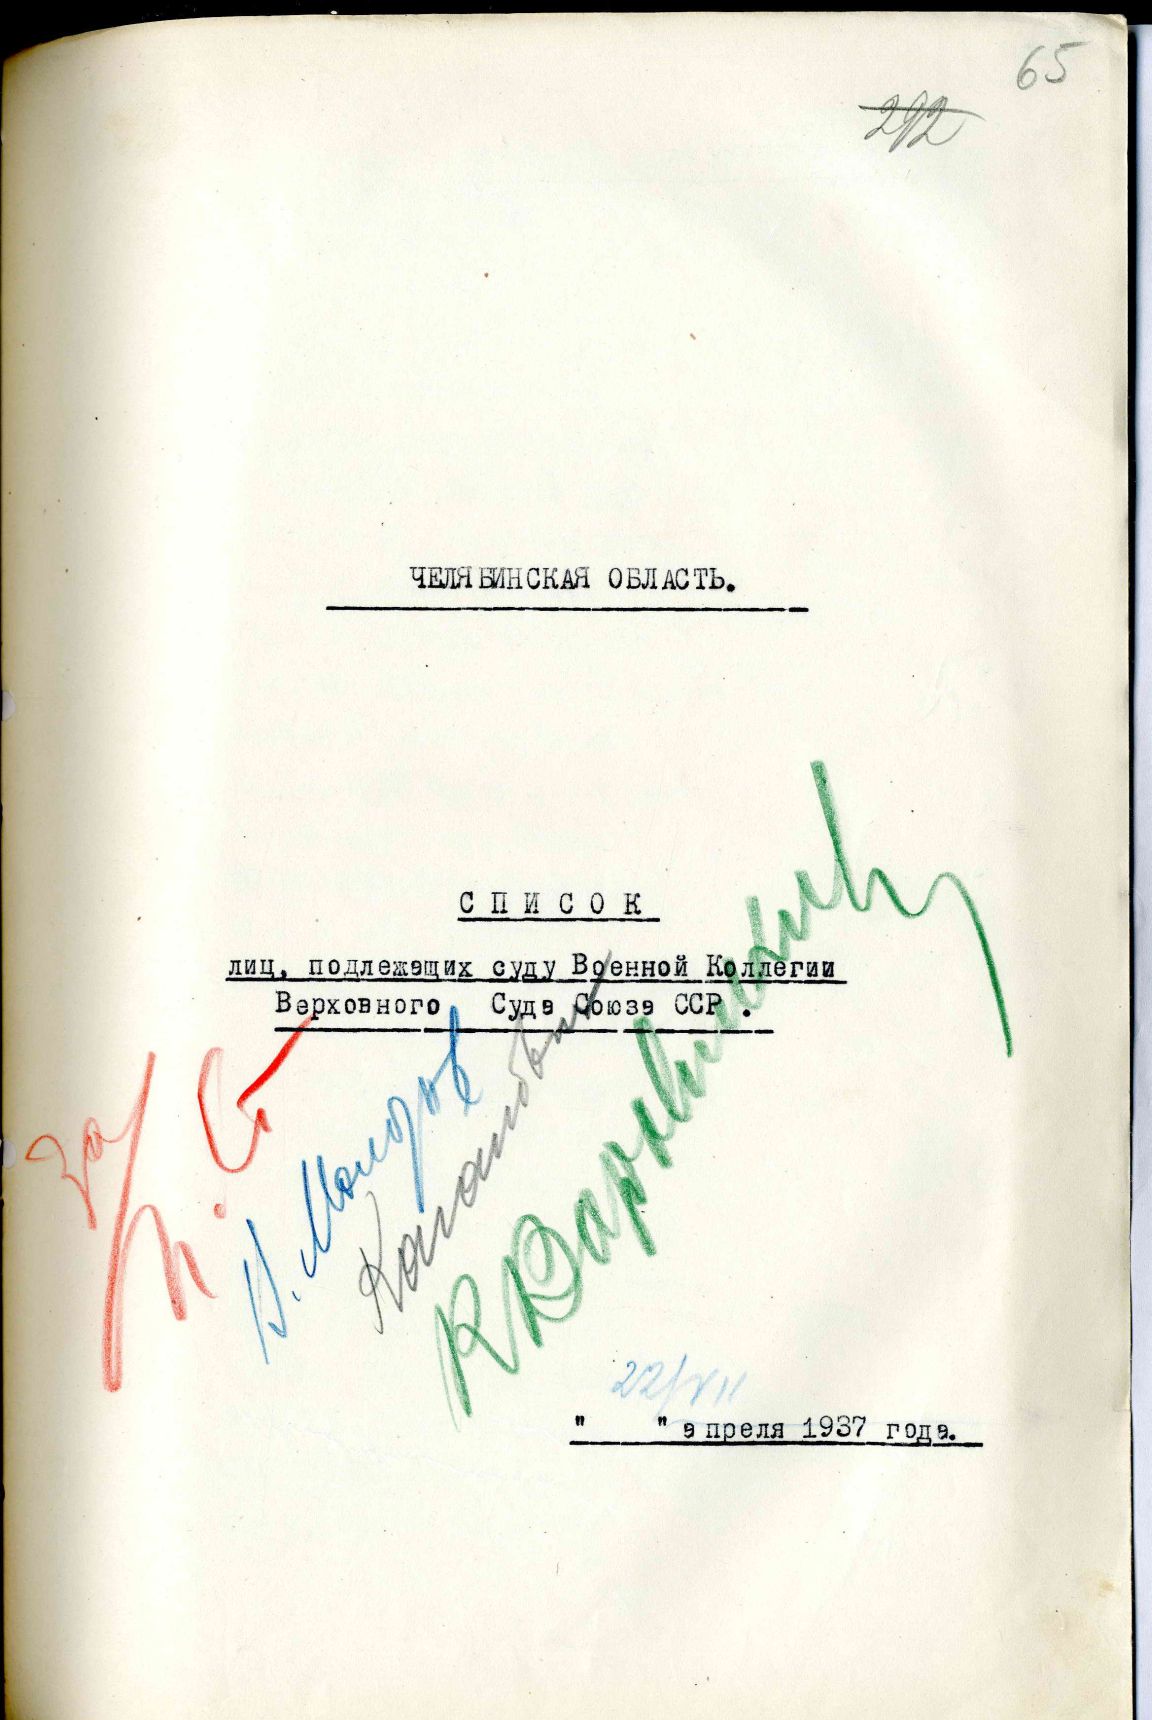 65
292
ЧЕЛЯБИНСКАЯ ОБЛАСТЬ.
СПИСОК
лиц, подлежащих суду Военной Коллегии
Верховного Суда Союза ССР.
за
И. Ст
В. Молотов
Каганович
К Ворошилов
22/VII
" " апреля 1937 года.